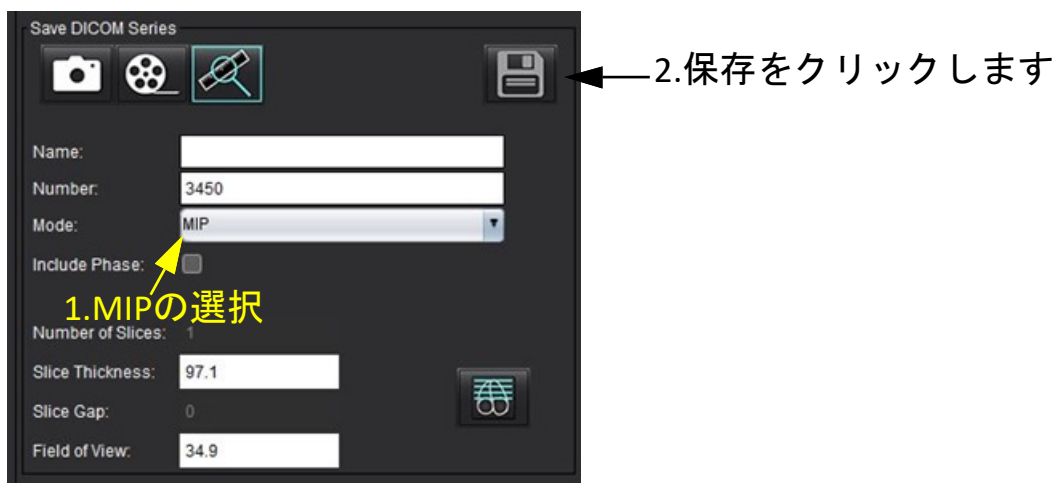 Save DICOM Series
2.保存をクリックします
Name:
Number: 3450
Mode: MIP
Include Phase:
1.MIPの選択
Number of Slices: 1
Slice Thickness: 97.1
Slice Gap: 0
Field of View: 34.9